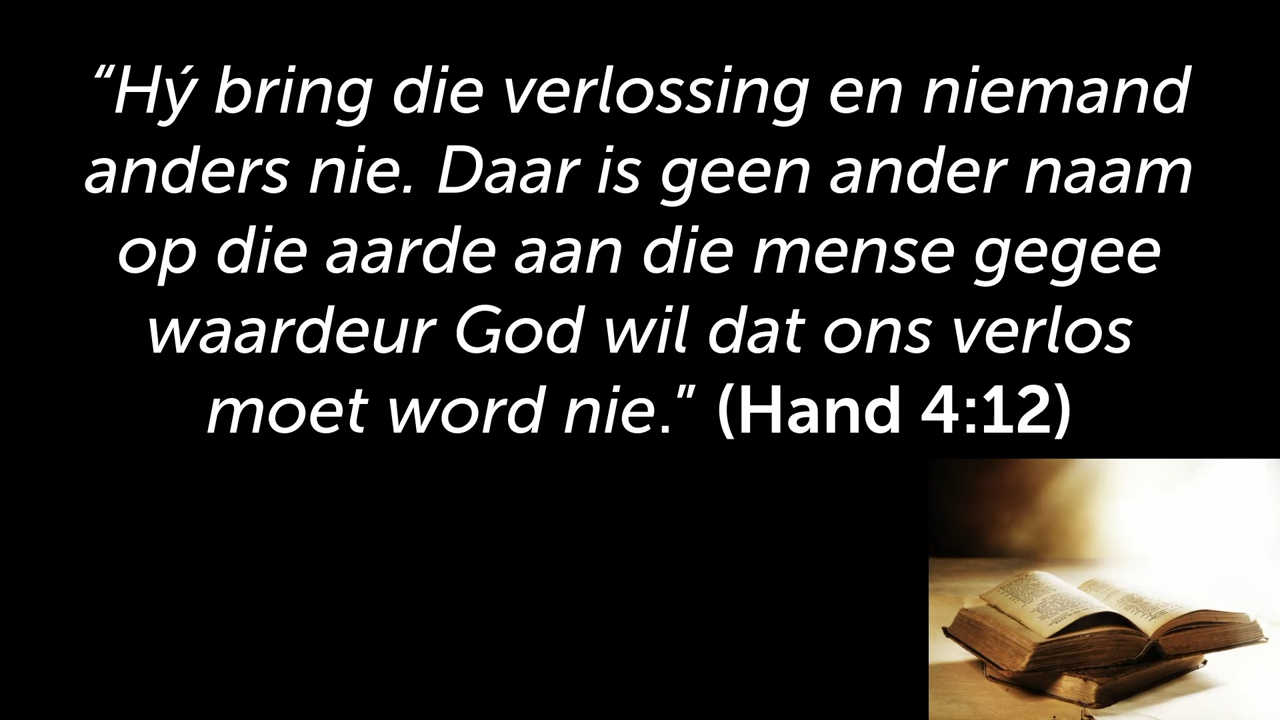 “Hý bring die verlossing en niemand
anders nie. Daar is geen ander naam
op die aarde aan die mense gegee
waardeur God wil dat ons verlos
moet word nie.” (Hand 4:12)